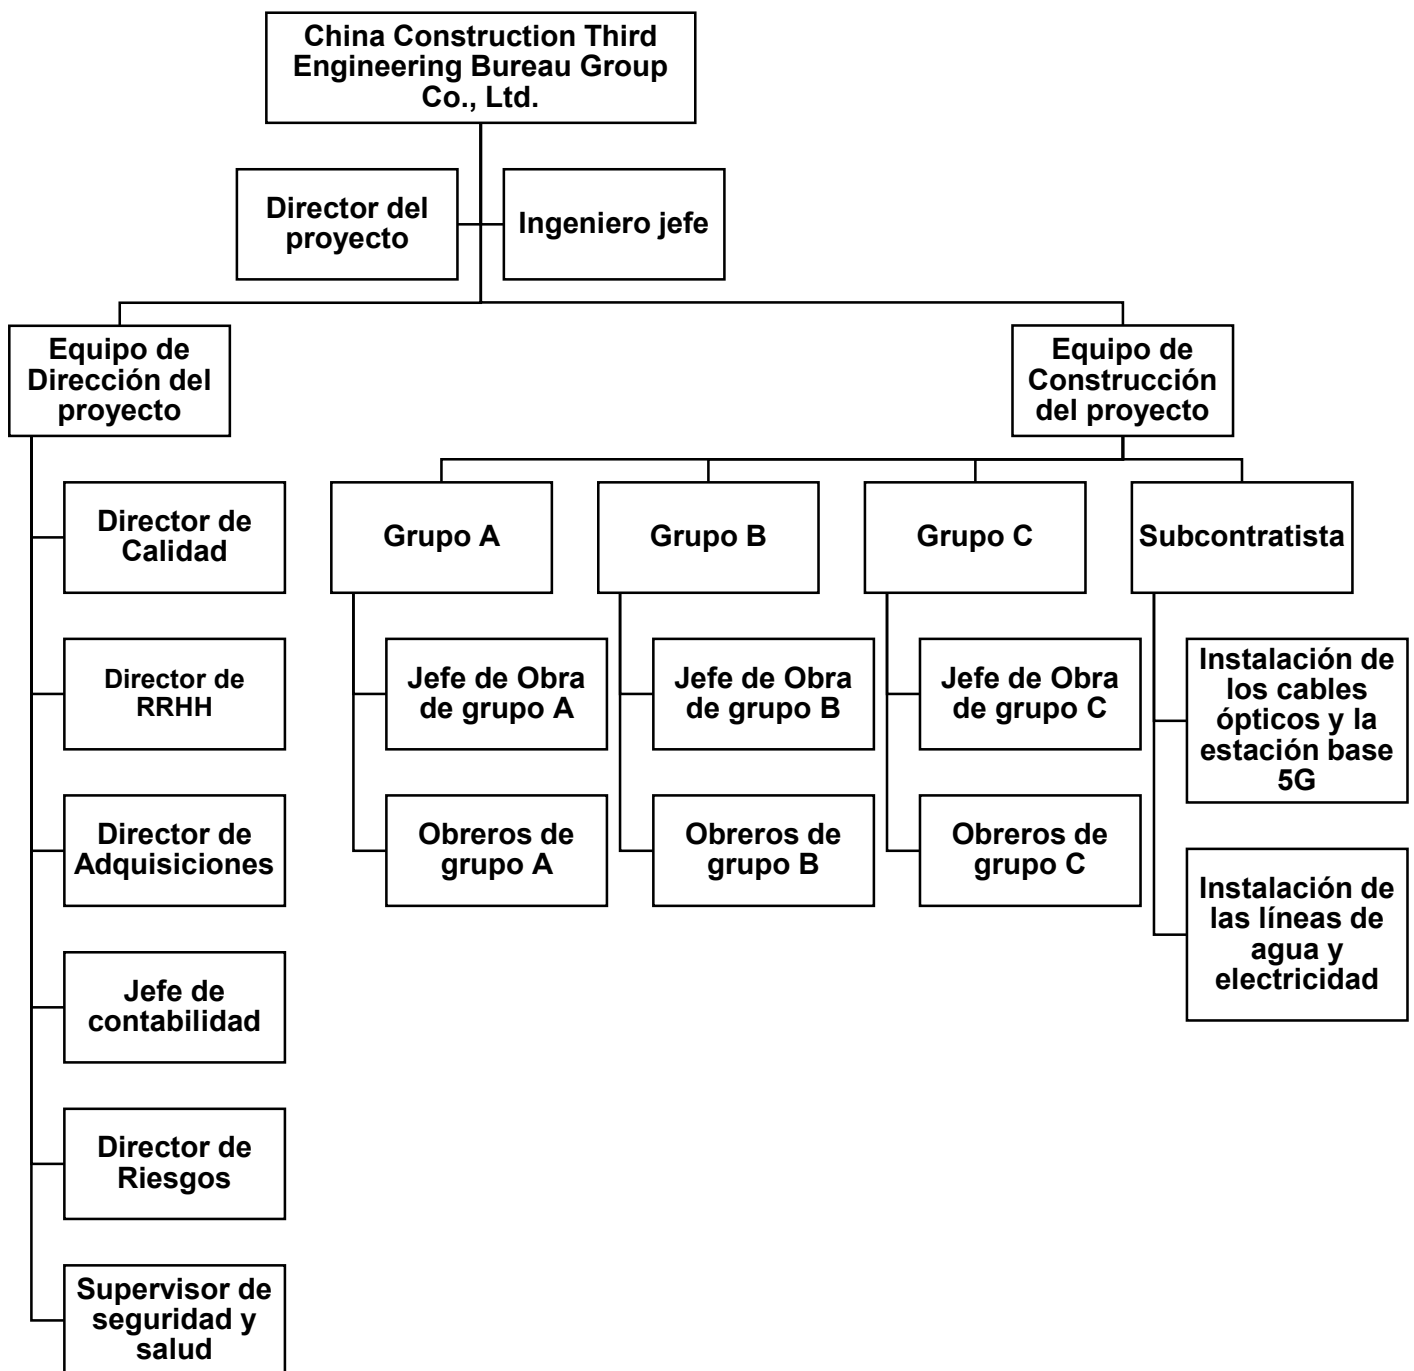 China Construction Third
Engineering Bureau Group
Co., Ltd.
Director del
proyecto
Ingeniero jefe
Equipo de
Dirección del
proyecto
Equipo de
Construcción
del proyecto
Director de
Calidad
Grupo A
Grupo B
Grupo C
Subcontratista
Director de
RRHH
Jefe de Obra
de grupo A
Jefe de Obra
de grupo B
Jefe de Obra
de grupo C
Instalación de
los cables
ópticos y la
estación base
5G
Director de
Adquisiciones
Obreros de
grupo A
Obreros de
grupo B
Obreros de
grupo C
Instalación de
las líneas de
agua y
electricidad
Jefe de
contabilidad
Director de
Riesgos
Supervisor de
seguridad y
salud